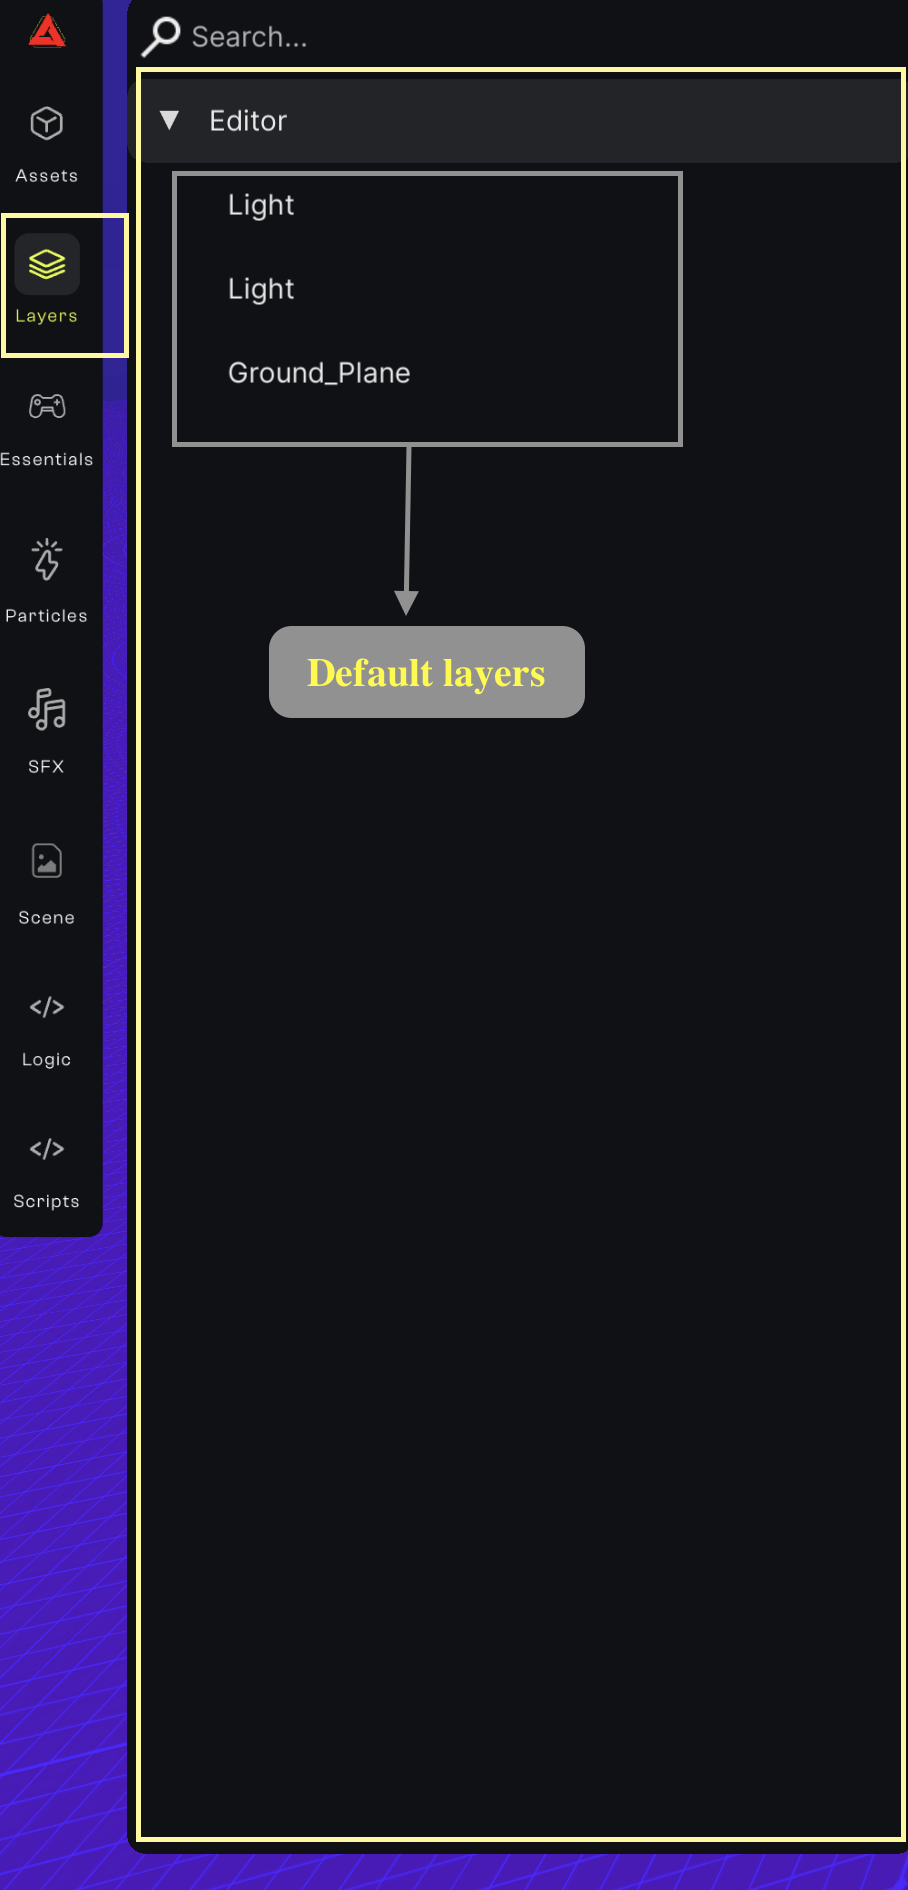 Search...
Editor
Light
Light
Ground_Plane
Default layers
Assets
Layers
Essentials
Particles
SFX
Scene
Logic
Scripts